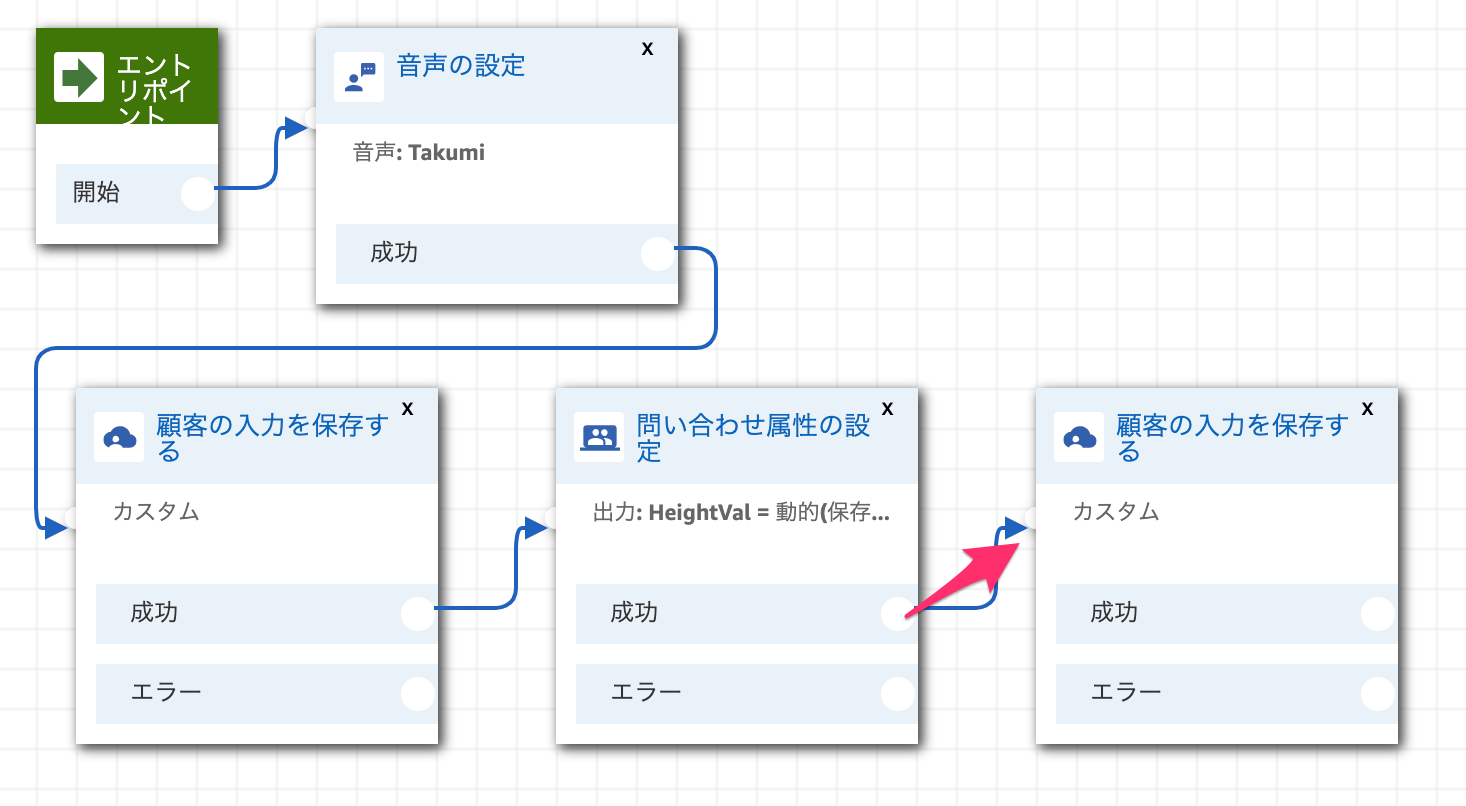 エント
リポイ
ント
開始
音声の設定
X
音声: Takumi
成功
顧客の入力を保存す
る
X
カスタム
成功
エラー
問い合わせ属性の設
定
X
出力: HeightVal = 動的(保存...
成功
エラー
顧客の入力を保存す
る
X
カスタム
成功
エラー